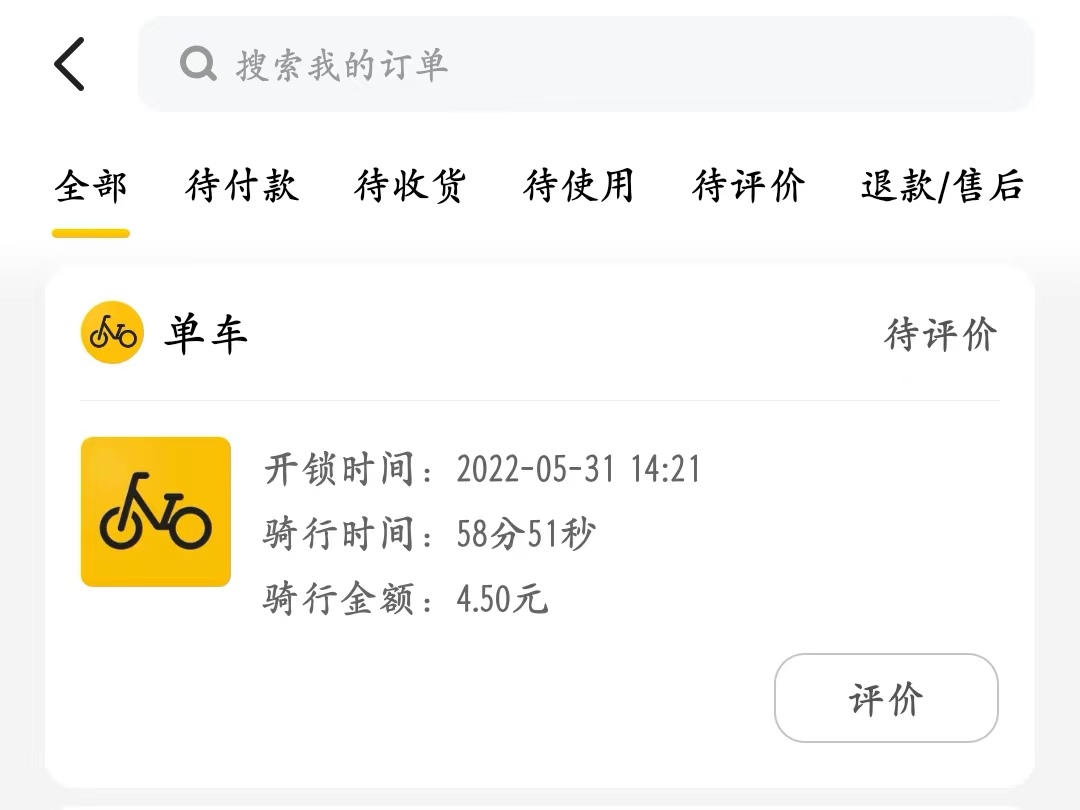 搜索我的订单
全部 待付款 待收货 待使用 待评价 退款/售后
单车 待评价
开锁时间：2022-05-31 14:21
骑行时间：58分51秒
骑行金额：4.50元
评价